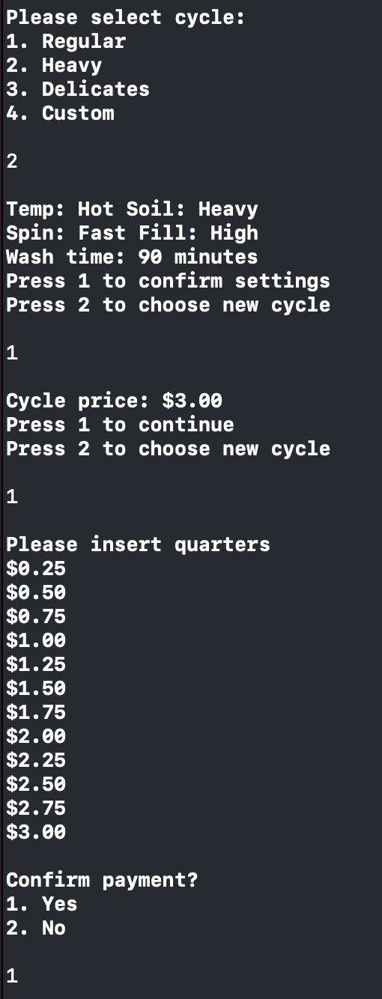 Please select cycle:
1. Regular
2. Heavy
3. Delicates
4. Custom
2
Temp: Hot Soil: Heavy
Spin: Fast Fill: High
Wash time: 90 minutes
Press 1 to confirm settings
Press 2 to choose new cycle
1
Cycle price: $3.00
Press 1 to continue
Press 2 to choose new cycle
1
Please insert quarters
$0.25
$0.50
$0.75
$1.00
$1.25
$1.50
$1.75
$2.00
$2.25
$2.50
$2.75
$3.00
Confirm payment?
1. Yes
2. No
1